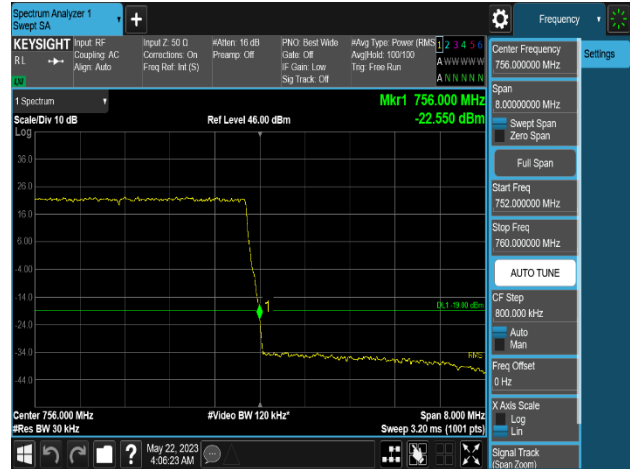 Spectrum Analyzer 1
Swept SA
Frequency
KEYSIGHT
RL
Input: RF
Coupling: AC
Align: Auto
Input Z: 50 Ω
Corrections: On
Freq Ref: Int (S)
#Atten: 16 dB
Preamp: Off
PNO: Best Wide
Gate: Off
IF Gain: Low
Sig Track: Off
#Avg Type: Power (RMS
Avg|Hold: 100/100
Trig: Free Run
1 2 3 4 5 6
A W W W W W
A N N N N N
Center Frequency
756.000000 MHz
Settings
Span
8.00000000 MHz
Swept Span
Zero Span
Full Span
Start Freq
752.000000 MHz
Stop Freq
760.000000 MHz
AUTO TUNE
CF Step
800.000 kHz
Auto
Man
Freq Offset
0 Hz
X Axis Scale
Log
Lin
Signal Track
(Span Zoom)
1 Spectrum
Scale/Div 10 dB
Log
Ref Level 46.00 dBm
Mkr1 756.000 MHz
-22.550 dBm
36.0
26.0
16.0
6.00
-4.00
-14.0
-24.0
-34.0
-44.0
1
DL1 -19.00 dBm
RMS
Center 756.000 MHz
#Res BW 30 kHz
#Video BW 120 kHz*
Span 8.000 MHz
Sweep 3.20 ms (1001 pts)
?
May 22, 2023
4:06:23 AM